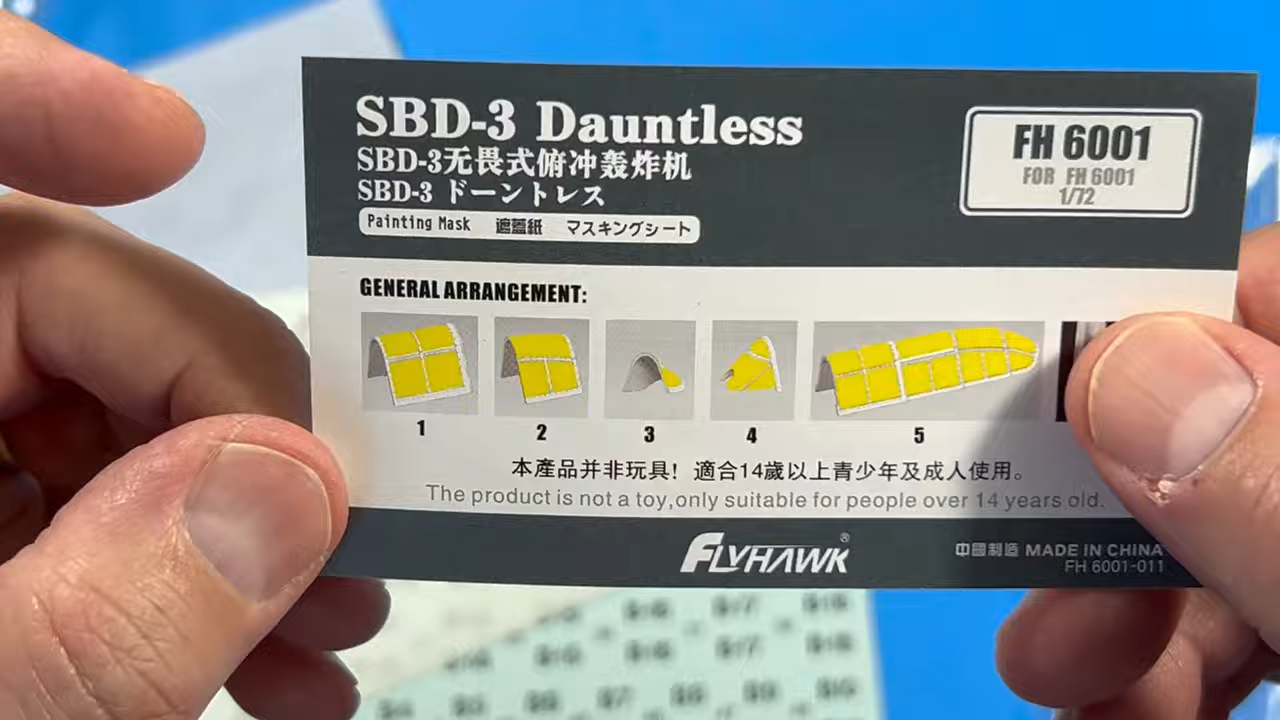 SBD-3 Dauntless
SBD-3无畏式俯冲轰炸机
SBD-3 ドーントレス
Painting Mask 遮蓋紙 マスキングシート
FH 6001
FOR FH 6001
1/72
GENERAL ARRANGEMENT:
1 2 3 4 5
本產品并非玩具！適合14歲以上青少年及成人使用。
The product is not a toy,only suitable for people over 14 years old.
FLYHAWK®
中國制造 MADE IN CHINA
FH 6001-011